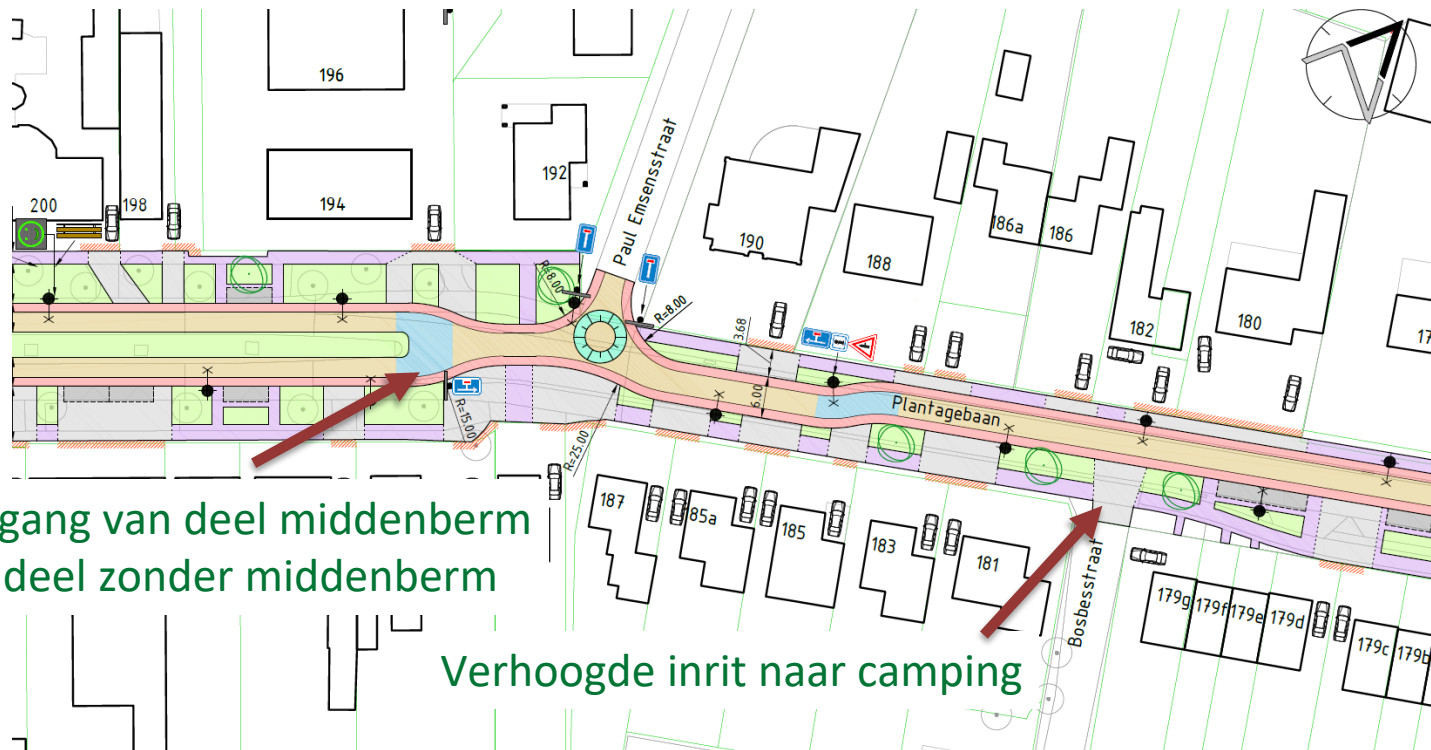 196
192
200
198
194
Paul Emsensstraat
R=8.00
190
188
186a
186
182
180
R=8.00
3.68
6.00
Plantagebaan
R=15.00
R=25.00
187
85a
185
183
181
Bosbesstraat
179g
179f
179e
179d
179c
179b
gang van deel middenberm
deel zonder middenberm
Verhoogde inrit naar camping